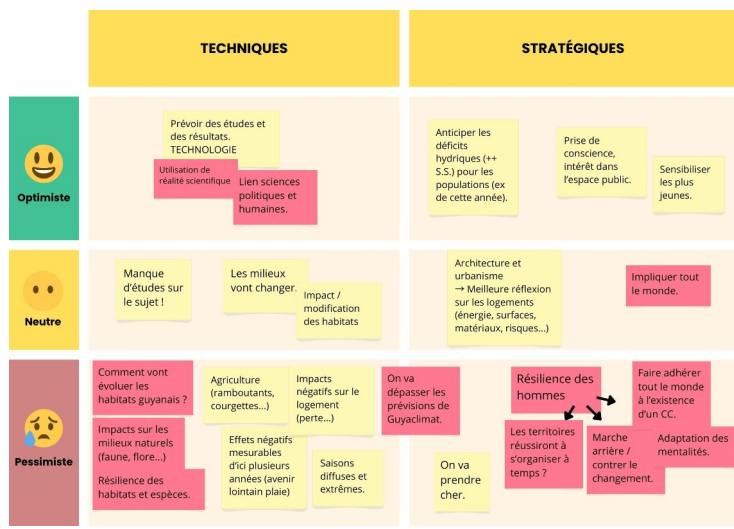 TECHNIQUES
STRATÉGIQUES
Optimiste
Prévoir des études et
des résultats.
TECHNOLOGIE
Utilisation de
réalité scientifique
Lien sciences
politiques et
humaines.
Anticiper les
déficits
hydriques (++
S.S.) pour les
populations (ex
de cette année).
Prise de
conscience,
intérêt dans
l'espace public.
Sensibiliser
les plus
jeunes.
Neutre
Manque
d'études sur
le sujet !
Les milieux
vont changer.
Impact /
modification
des habitats
Architecture et
urbanisme
→ Meilleure réflexion
sur les logements
(énergie, surfaces,
matériaux, risques...)
Impliquer tout
le monde.
Pessimiste
Comment vont
évoluer les
habitats guyanais ?
Impacts sur les
milieux naturels
(faune, flore...)
Résilience des
habitats et espèces.
Agriculture
(ramboutants,
courgettes...)
Impacts
négatifs sur le
logement
(perte...)
Effets négatifs
mesurables
d'ici plusieurs
années (avenir
lointain plaie)
Saisons
diffuses et
extrêmes.
On va
dépasser les
prévisions de
Guyaclimat.
On va
prendre
cher.
Résilience des
hommes
Les territoires
réussiront à
s'organiser à
temps ?
Marche
arrière /
contrer le
changement.
Faire adhérer
tout le monde
à l'existence
d'un CC.
Adaptation des
mentalités.